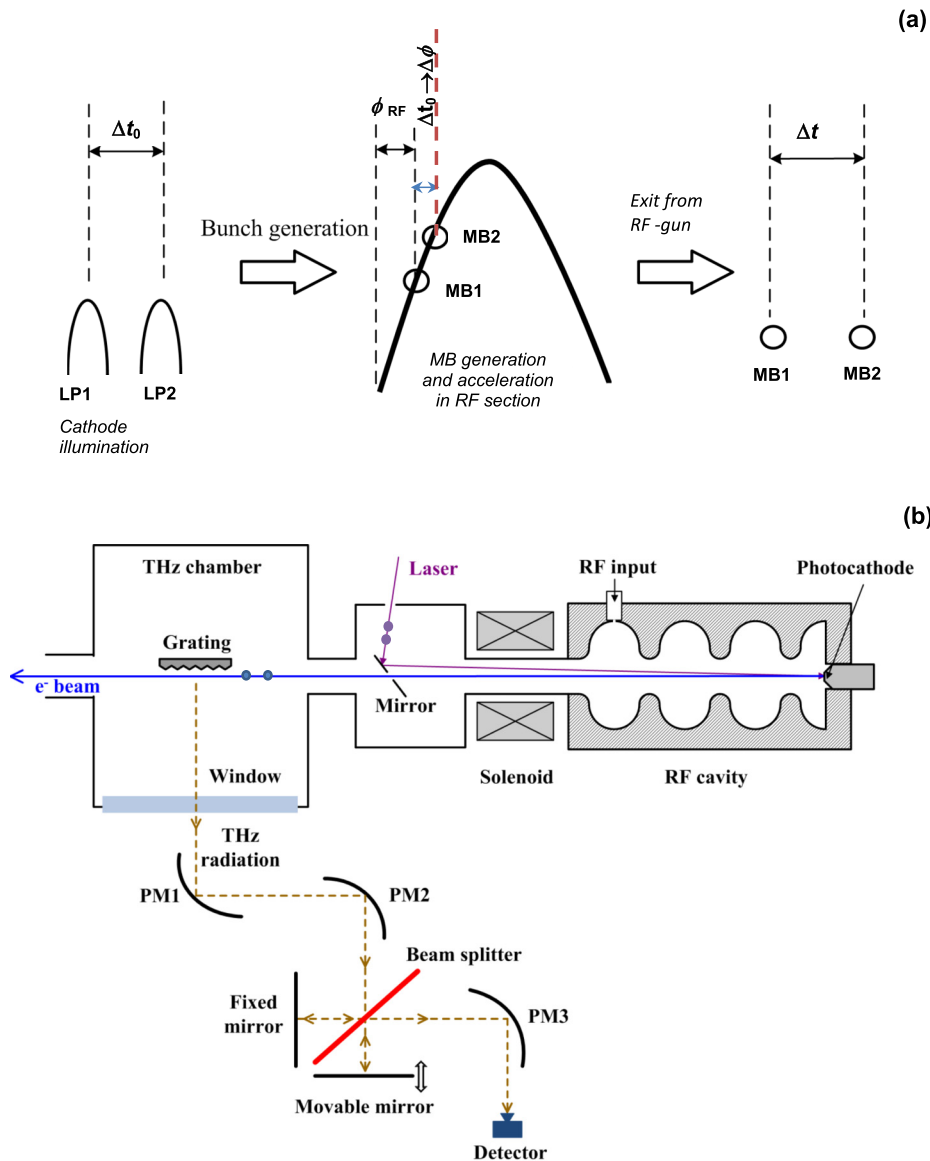 (a)
Δt₀
ϕ RF
Δt₀→Δϕ
Δt
Bunch generation
Exit from
RF -gun
MB2
MB1
LP1
LP2
MB generation
and acceleration
in RF section
MB1
MB2
Cathode
illumination
(b)
THz chamber
Laser
RF input
Photocathode
Grating
e⁻ beam
Mirror
Window
Solenoid
RF cavity
THz
radiation
PM1
PM2
Beam splitter
Fixed
mirror
PM3
Movable mirror
Detector